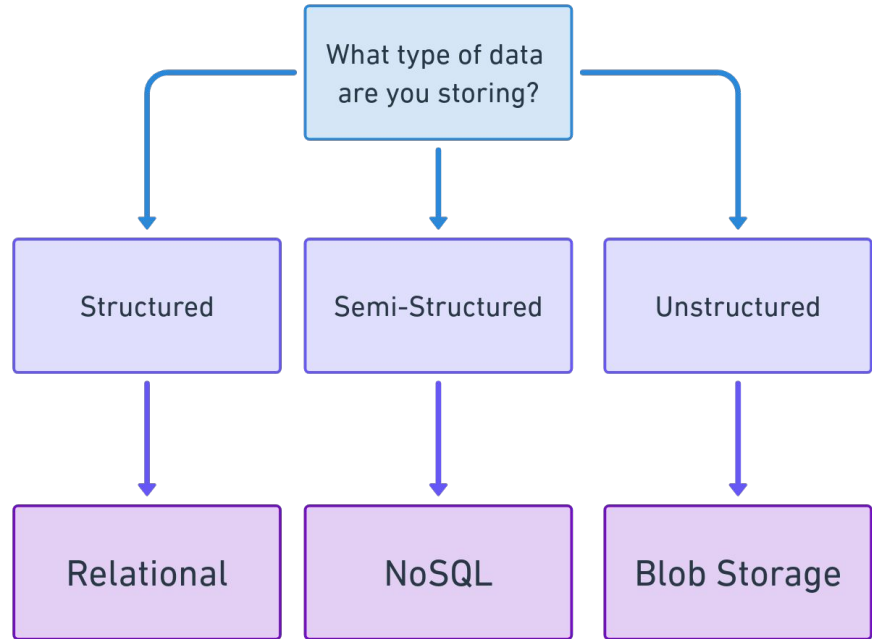 What type of data
are you storing?
Structured
Semi-Structured
Unstructured
Relational
NoSQL
Blob Storage